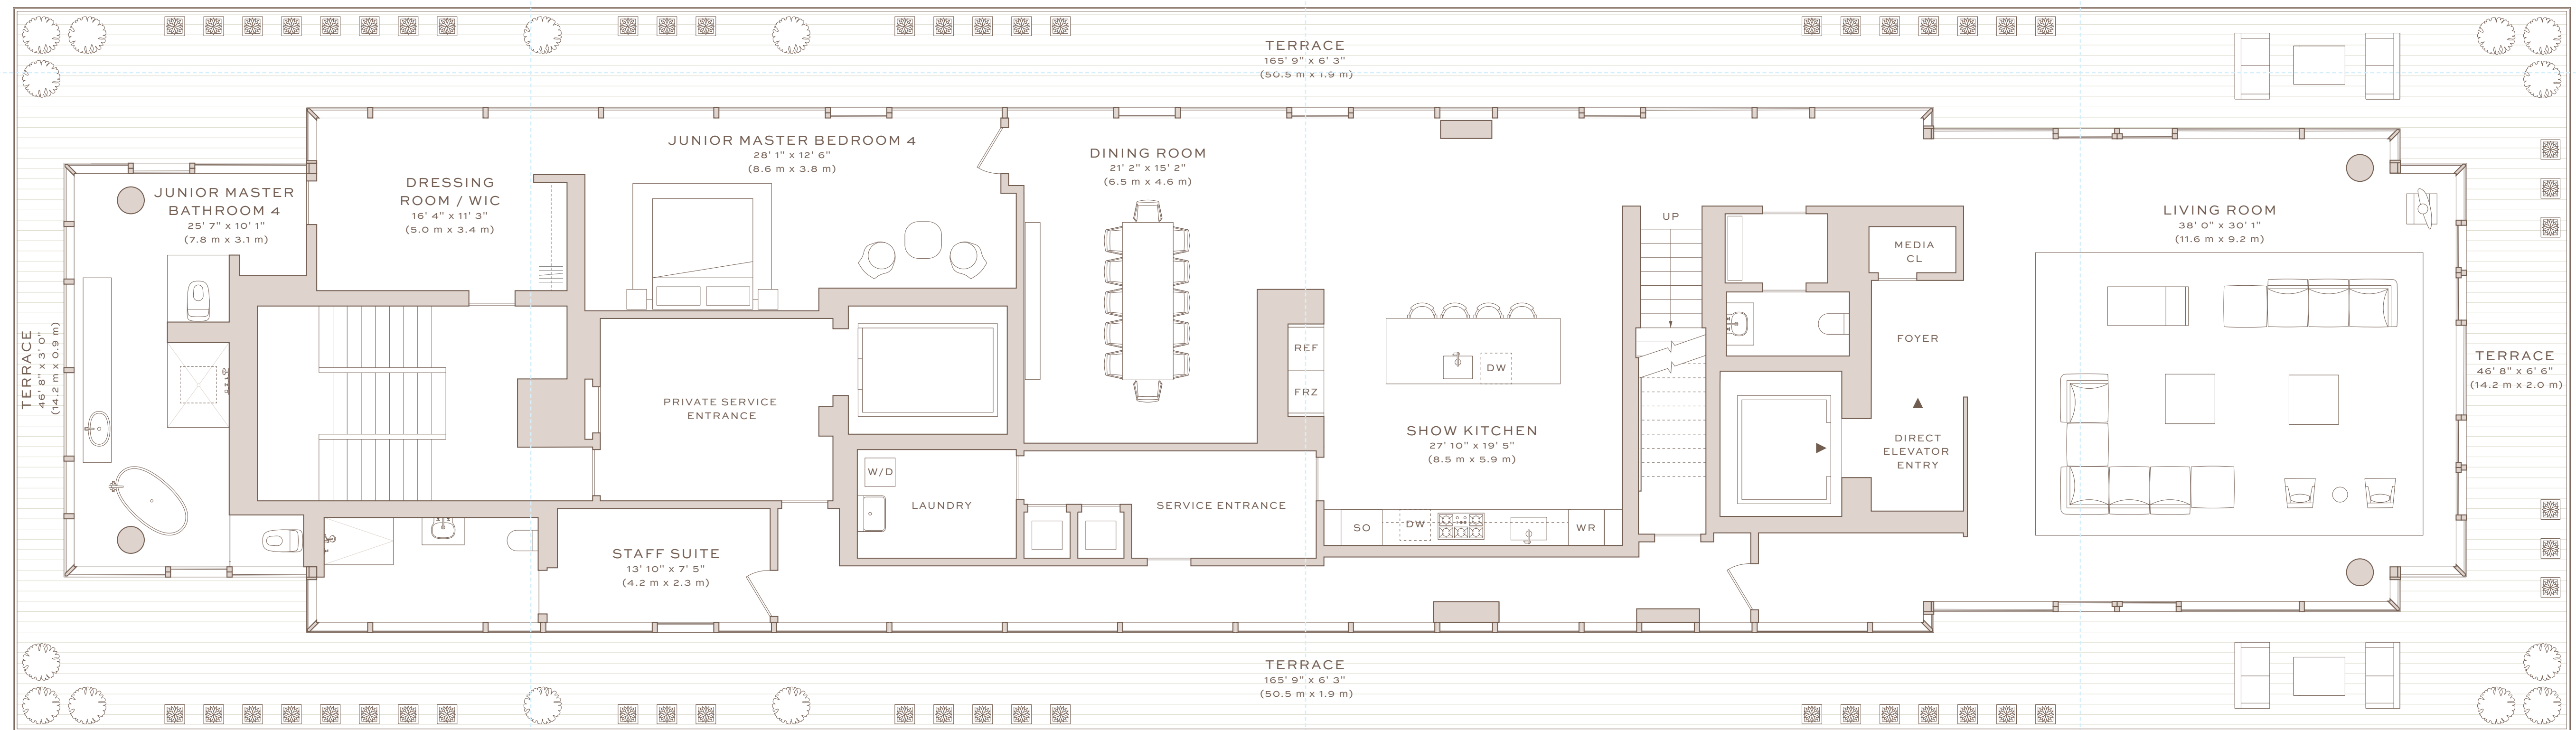 TERRACE
165' 9" x 6' 3"
(50.5 m x 1.9 m)
JUNIOR MASTER BEDROOM 4
28' 1" x 12' 6"
(8.6 m x 3.8 m)
DINING ROOM
21' 2" x 15' 2"
(6.5 m x 4.6 m)
DRESSING
ROOM / WIC
16' 4" x 11' 3"
(5.0 m x 3.4 m)
JUNIOR MASTER
BATHROOM 4
25' 7" x 10' 1"
(7.8 m x 3.1 m)
UP
MEDIA
CL
LIVING ROOM
38' 0" x 30' 1"
(11.6 m x 9.2 m)
TERRACE
46' 8" x 3' 0"
(14.2 m x 0.9 m)
REF
FRZ
DW
FOYER
TERRACE
46' 8" x 6' 6"
(14.2 m x 2.0 m)
PRIVATE SERVICE
ENTRANCE
SHOW KITCHEN
27' 10" x 19' 5"
(8.5 m x 5.9 m)
DIRECT
ELEVATOR
ENTRY
W/D
LAUNDRY
SERVICE ENTRANCE
SO
DW
WR
STAFF SUITE
13' 10" x 7' 5"
(4.2 m x 2.3 m)
TERRACE
165' 9" x 6' 3"
(50.5 m x 1.9 m)